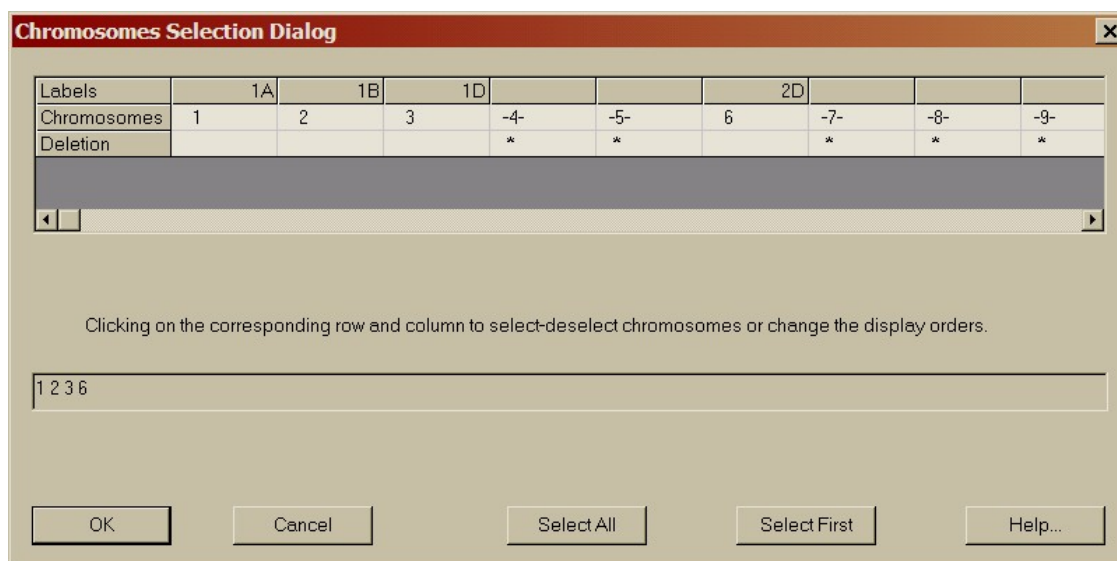 Chromosomes Selection Dialog
Labels 1A 1B 1D 2D
Chromosomes 1 2 3 -4- -5- 6 -7- -8- -9-
Deletion * * * * *
Clicking on the corresponding row and column to select-deselect chromosomes or change the display orders.
1 2 3 6
OK Cancel Select All Select First Help...